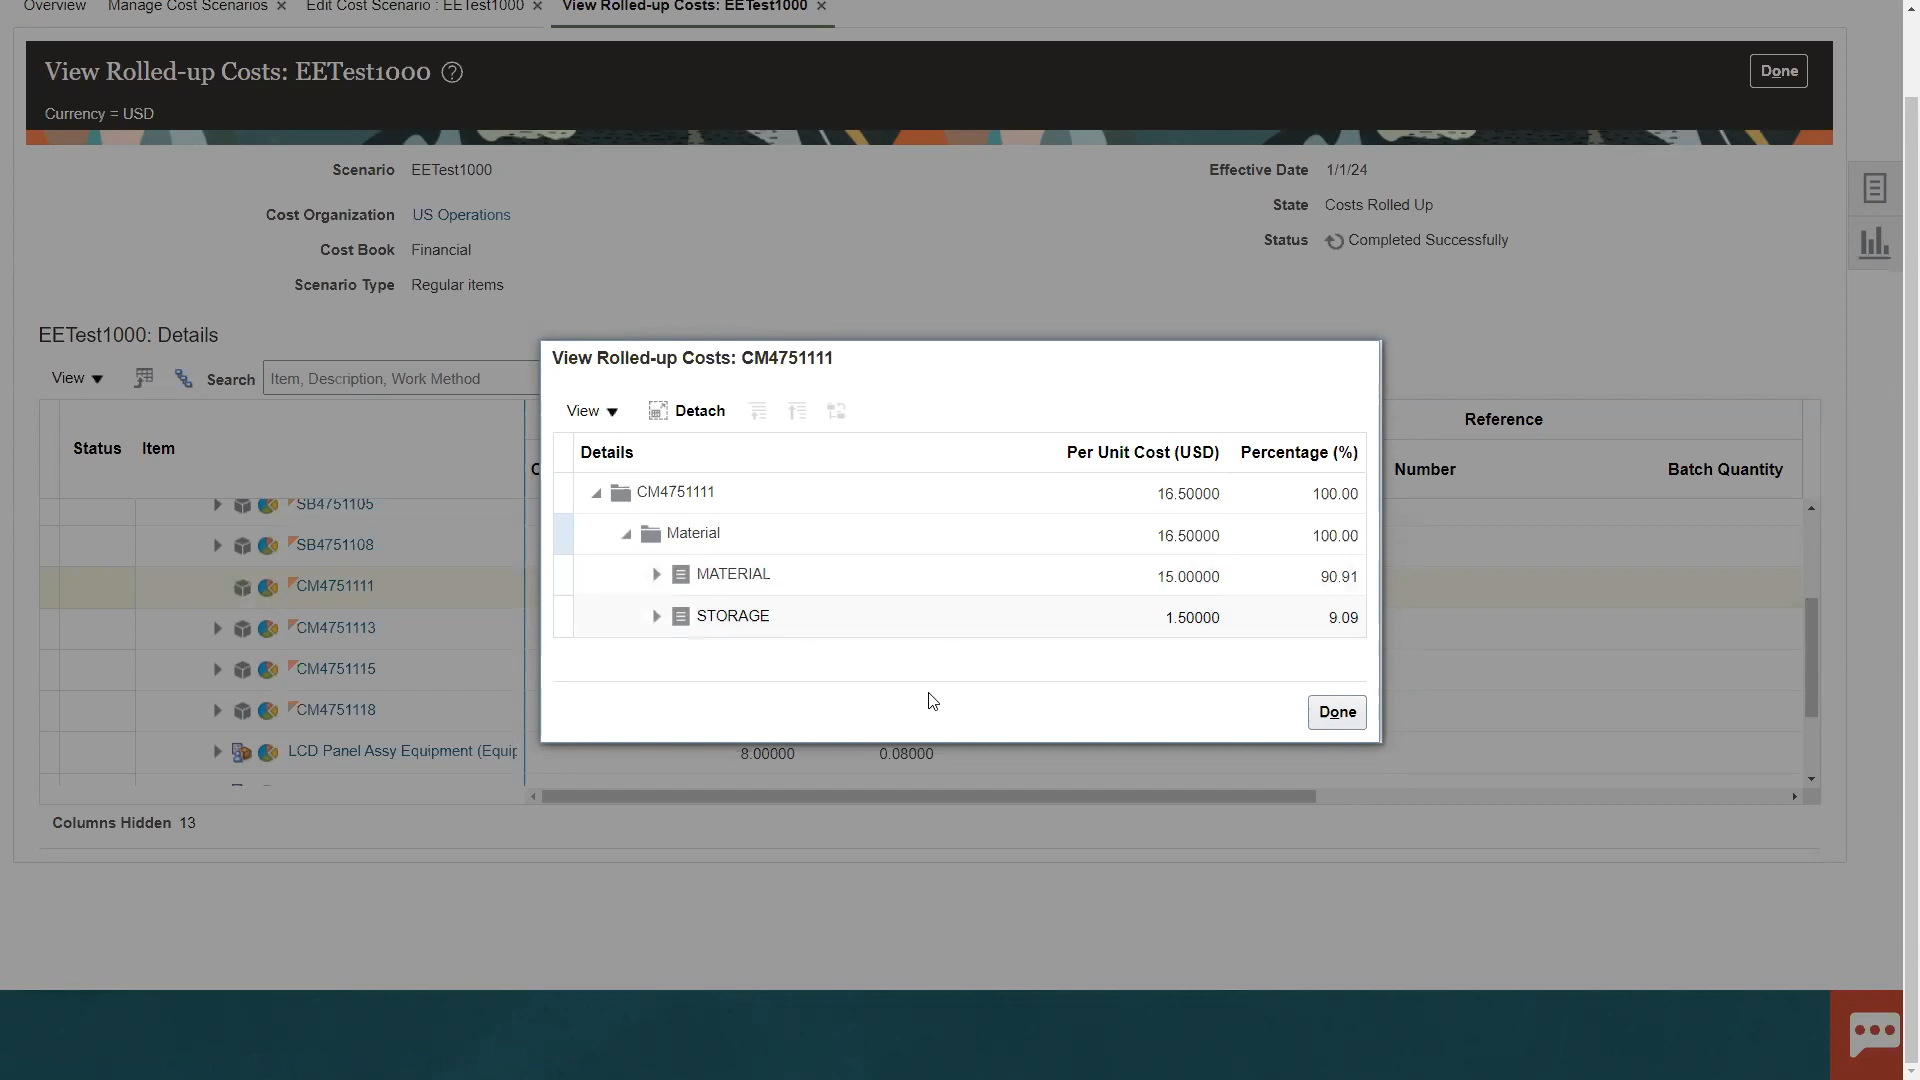 Overview Manage Cost Scenarios × Edit Cost Scenario : EETest1000 × View Rolled-up Costs: EETest1000 ×
View Rolled-up Costs: EETest1000 ?
Done
Currency = USD
Scenario EETest1000
Effective Date 1/1/24
Cost Organization US Operations
State Costs Rolled Up
Cost Book Financial
Status Completed Successfully
Scenario Type Regular items
EETest1000: Details
View Search Item, Description, Work Method
Status Item
Reference
Number Batch Quantity
SB4751105
SB4751108
CM4751111
CM4751113
CM4751115
CM4751118
LCD Panel Assy Equipment (Equip 8.00000 0.08000
Columns Hidden 13
View Rolled-up Costs: CM4751111
View Detach
Details Per Unit Cost (USD) Percentage (%)
CM4751111 16.50000 100.00
Material 16.50000 100.00
MATERIAL 15.00000 90.91
STORAGE 1.50000 9.09
Done